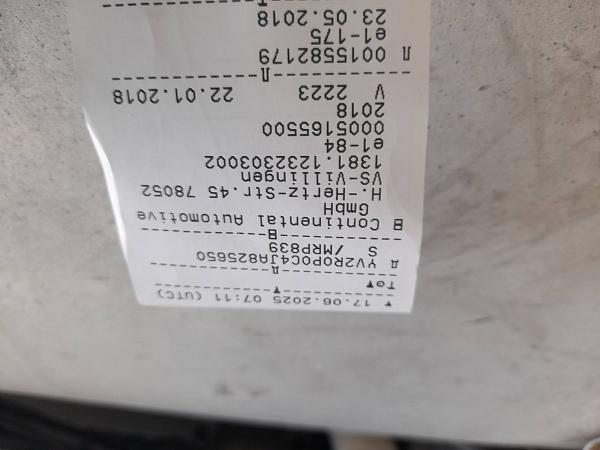 ▼ 17.06.2025 07:11 (UTC)
T⊙▼
YV2R0P0C4JA825650
S /MRP839
B Continental Automotive
GmbH
H.-Hertz-Str.45 78052
VS-Villingen
1381.1232303002
e1-84
0005165500
2018
V 2223 22.01.2018
0015582179
e1-175
23.05.2018